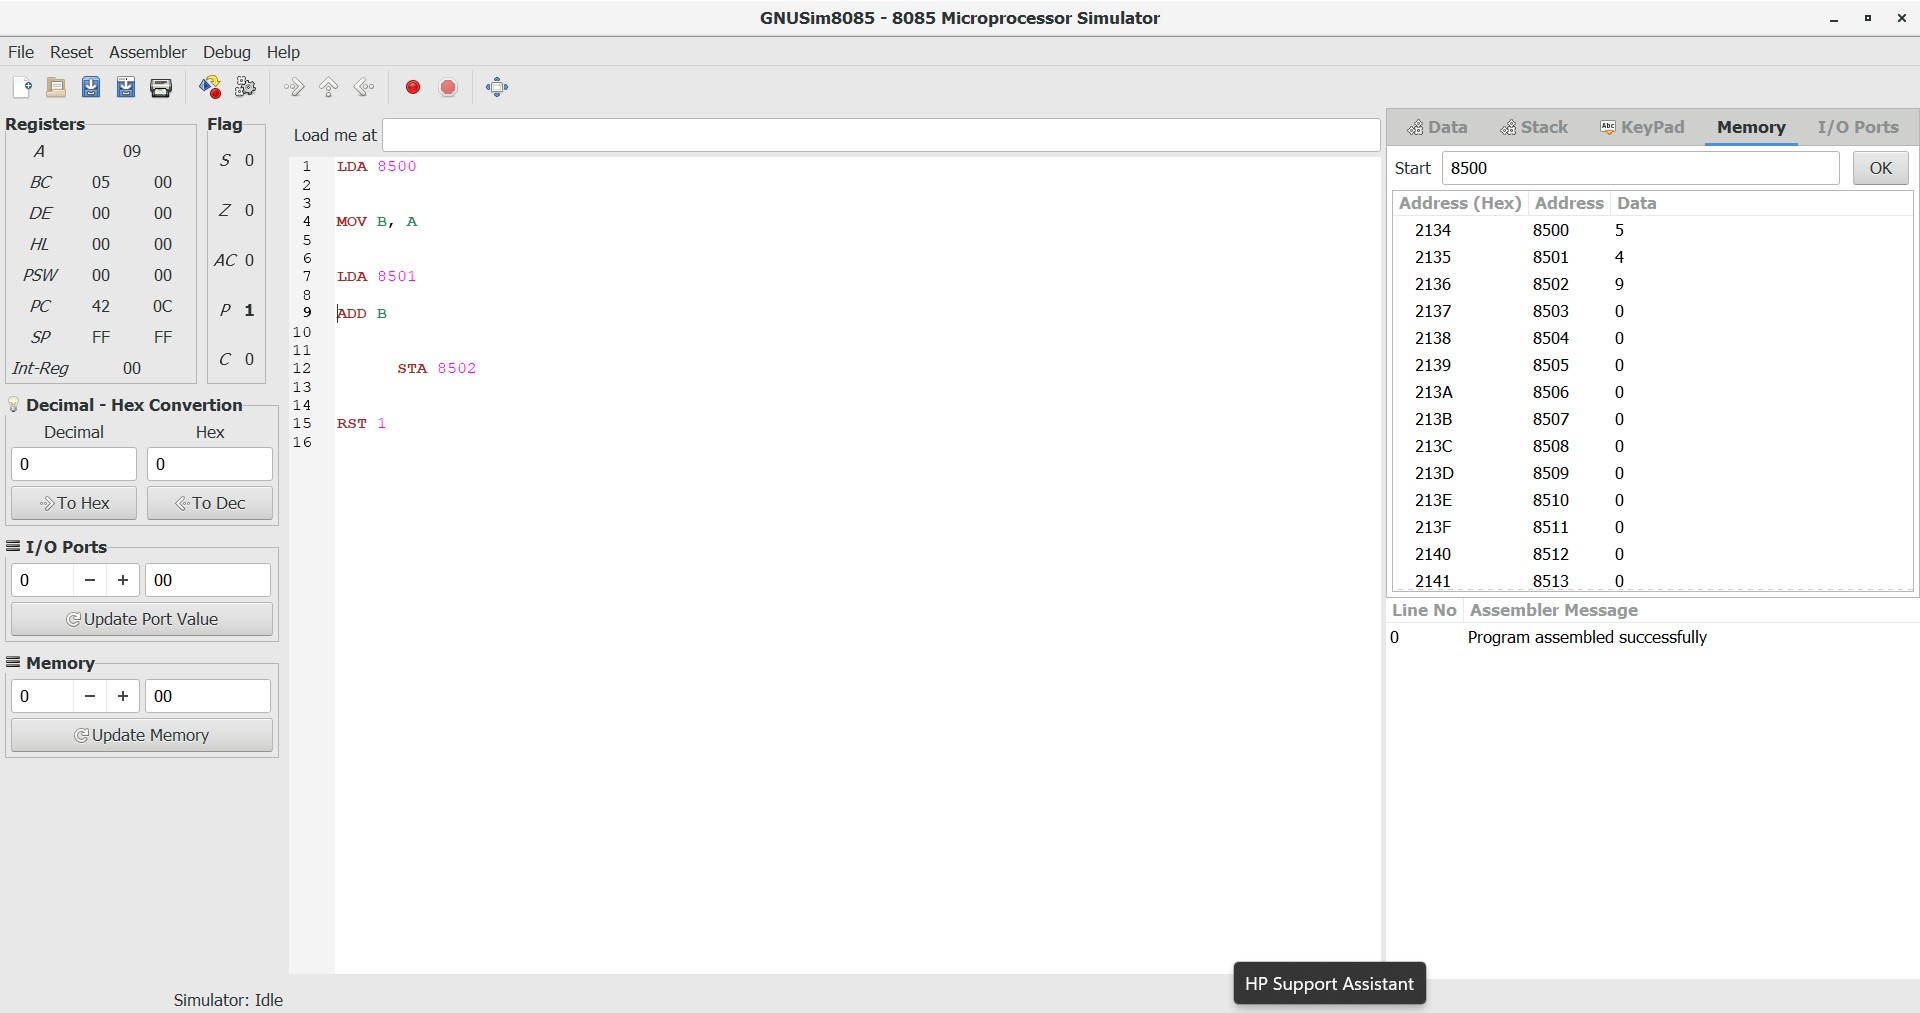 GNUSim8085 - 8085 Microprocessor Simulator
File Reset Assembler Debug Help
Registers
A 09
BC 05 00
DE 00 00
HL 00 00
PSW 00 00
PC 42 0C
SP FF FF
Int-Reg 00
Flag
S 0
Z 0
AC 0
P 1
C 0
Decimal - Hex Convertion
Decimal Hex
0 0
To Hex To Dec
I/O Ports
0 − + 00
Update Port Value
Memory
0 − + 00
Update Memory
Load me at
1 LDA 8500
2
3
4 MOV B, A
5
6
7 LDA 8501
8
9 ADD B
10
11
12 STA 8502
13
14
15 RST 1
16
Data Stack Abc KeyPad Memory I/O Ports
Start 8500 OK
Address (Hex) Address Data
2134 8500 5
2135 8501 4
2136 8502 9
2137 8503 0
2138 8504 0
2139 8505 0
213A 8506 0
213B 8507 0
213C 8508 0
213D 8509 0
213E 8510 0
213F 8511 0
2140 8512 0
2141 8513 0
Line No Assembler Message
0 Program assembled successfully
HP Support Assistant
Simulator: Idle